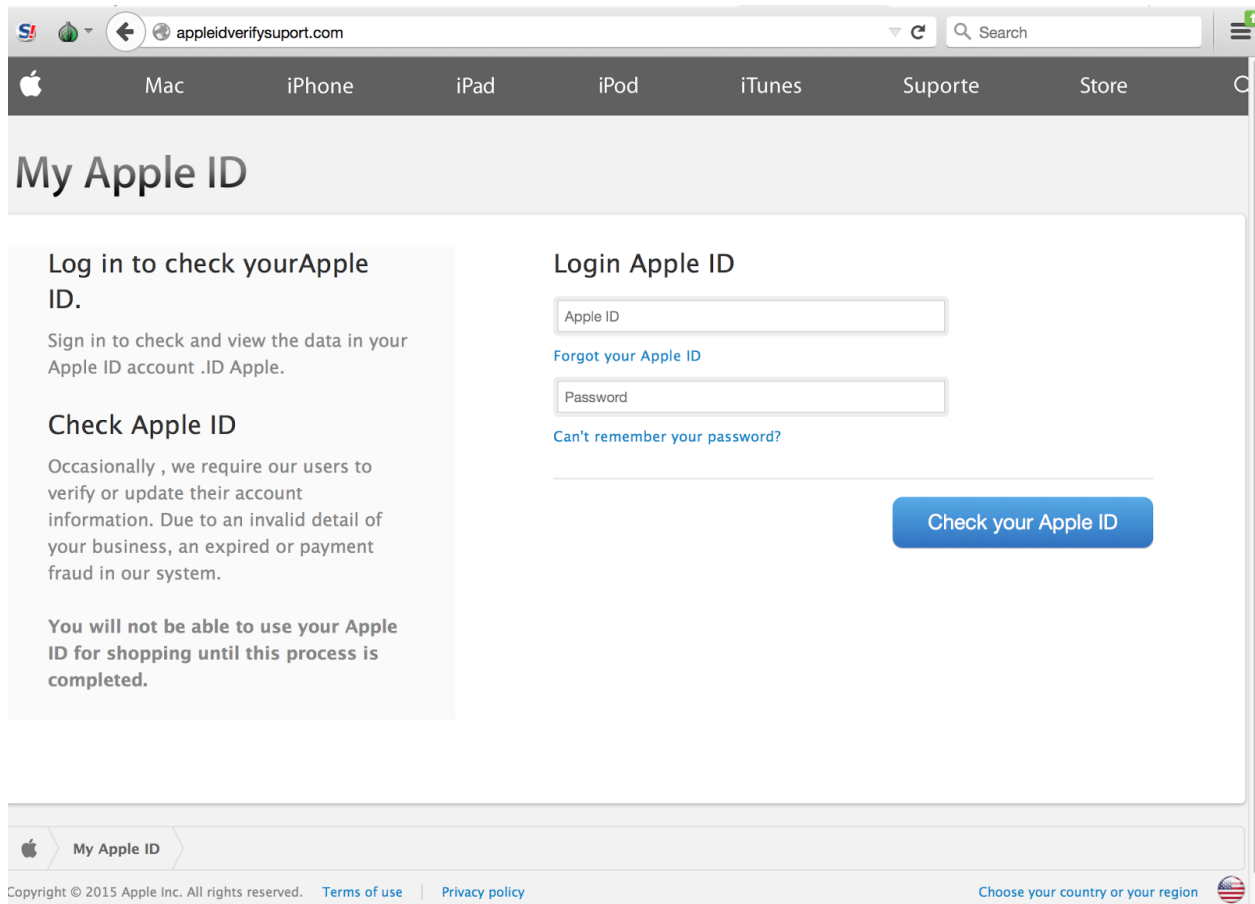 S!
appleidverifysuport.com
Search
Mac iPhone iPad iPod iTunes Suporte Store
My Apple ID
Log in to check yourApple
ID.
Sign in to check and view the data in your
Apple ID account .ID Apple.
Check Apple ID
Occasionally , we require our users to
verify or update their account
information. Due to an invalid detail of
your business, an expired or payment
fraud in our system.
You will not be able to use your Apple
ID for shopping until this process is
completed.
Login Apple ID
Apple ID
Forgot your Apple ID
Password
Can't remember your password?
Check your Apple ID
My Apple ID
Copyright © 2015 Apple Inc. All rights reserved. Terms of use | Privacy policy Choose your country or your region